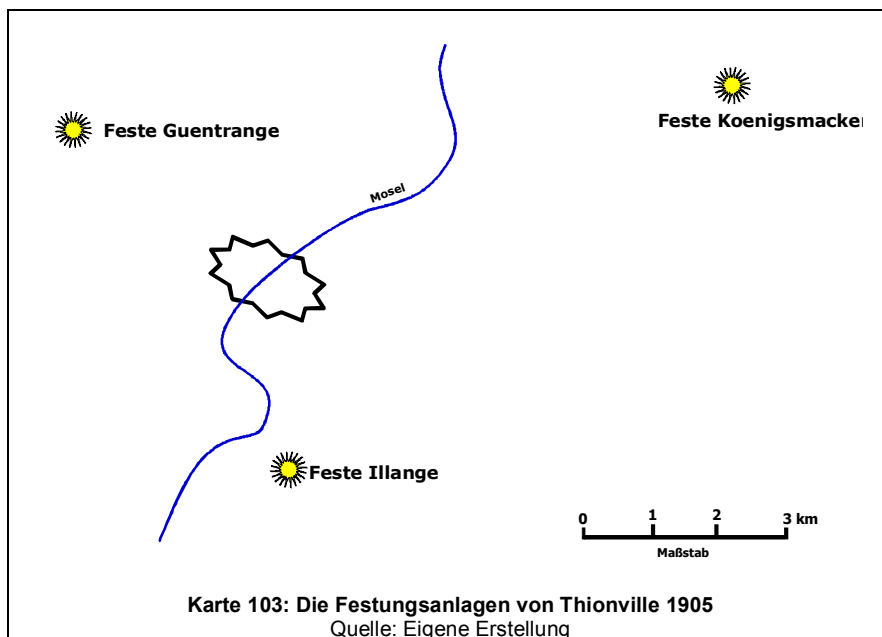 Feste Guentrange
Feste Koenigsmacker
Mosel
Feste Illange
0 1 2 3 km
Maßstab
Karte 103: Die Festungsanlagen von Thionville 1905
Quelle: Eigene Erstellung